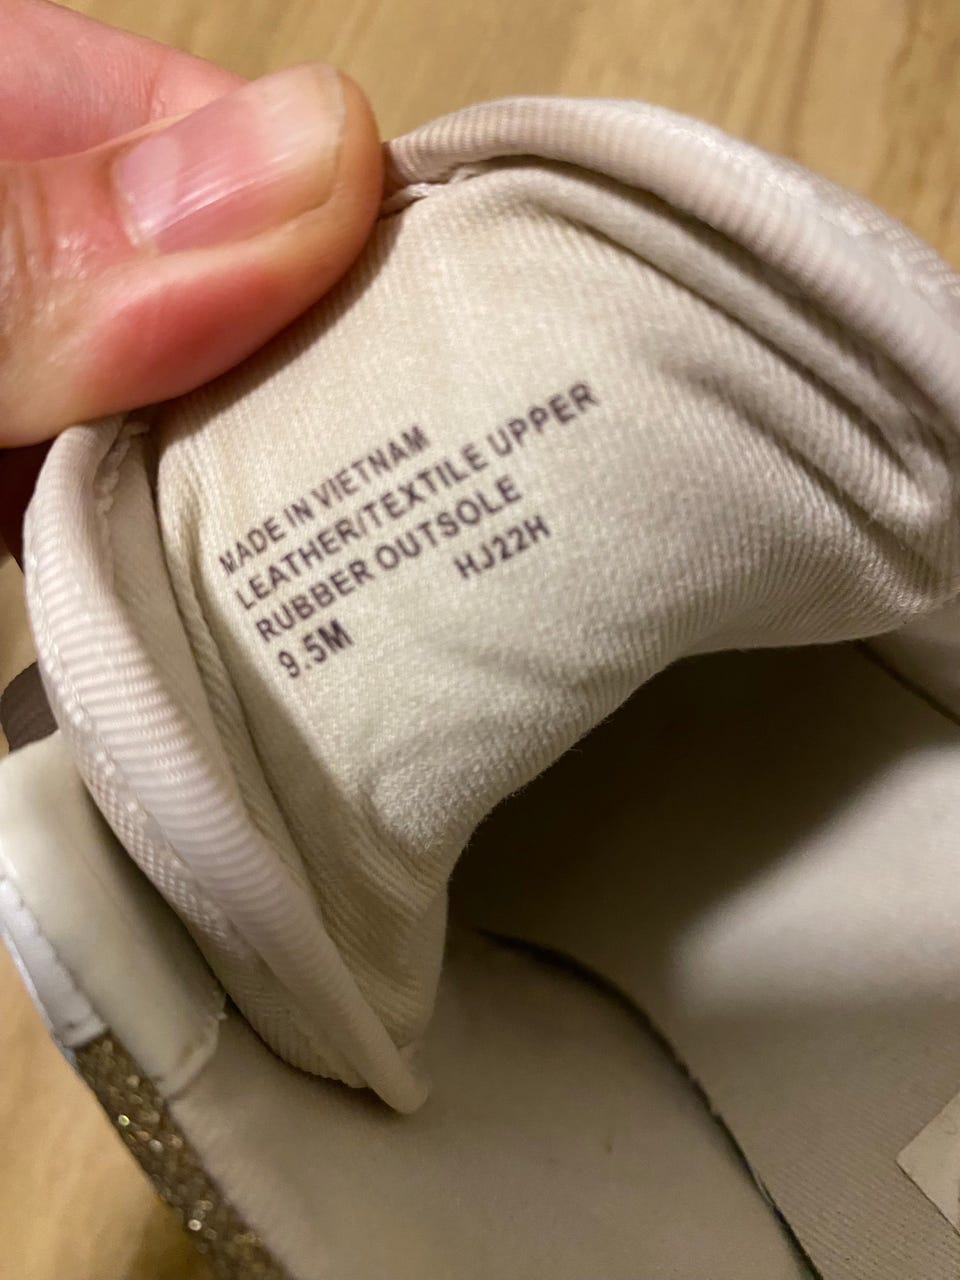 MADE IN VIETNAM
LEATHER/TEXTILE UPPER
RUBBER OUTSOLE
9.5M HJ22H